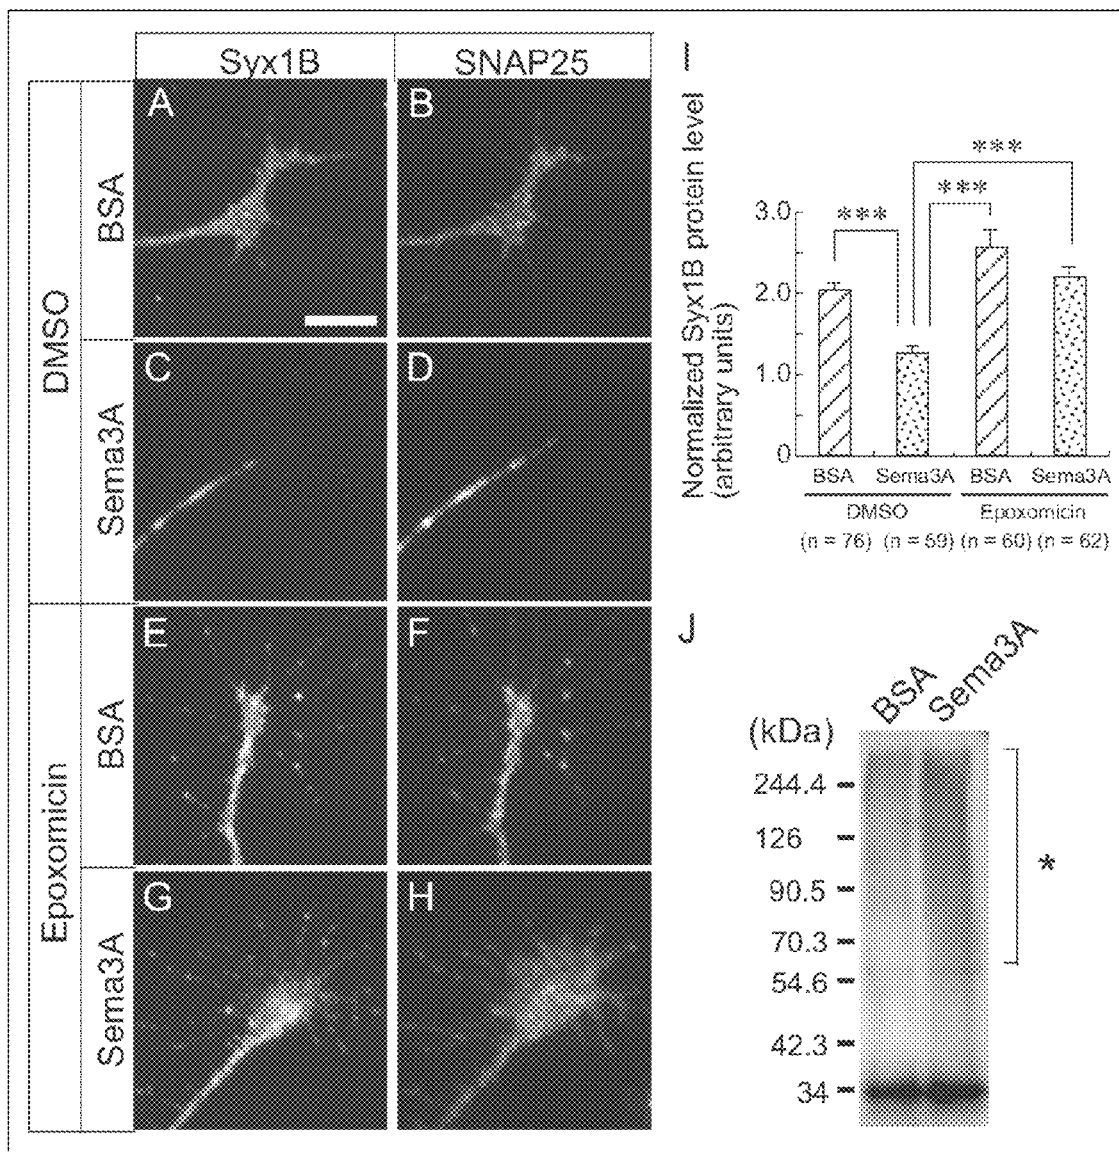 Syx1B SNAP25
DMSO
BSA
A B
Sema3A
C D
Epoxomicin
BSA
E F
Sema3A
G H
I
Normalized Syx1B protein level
(arbitrary units)
*** *** ***
3.0
2.0
1.0
0
BSA Sema3A BSA Sema3A
DMSO Epoxomicin
(n = 76) (n = 59) (n = 60) (n = 62)
J
BSA Sema3A
(kDa)
244.4
126
90.5
70.3
54.6
42.3
34
*